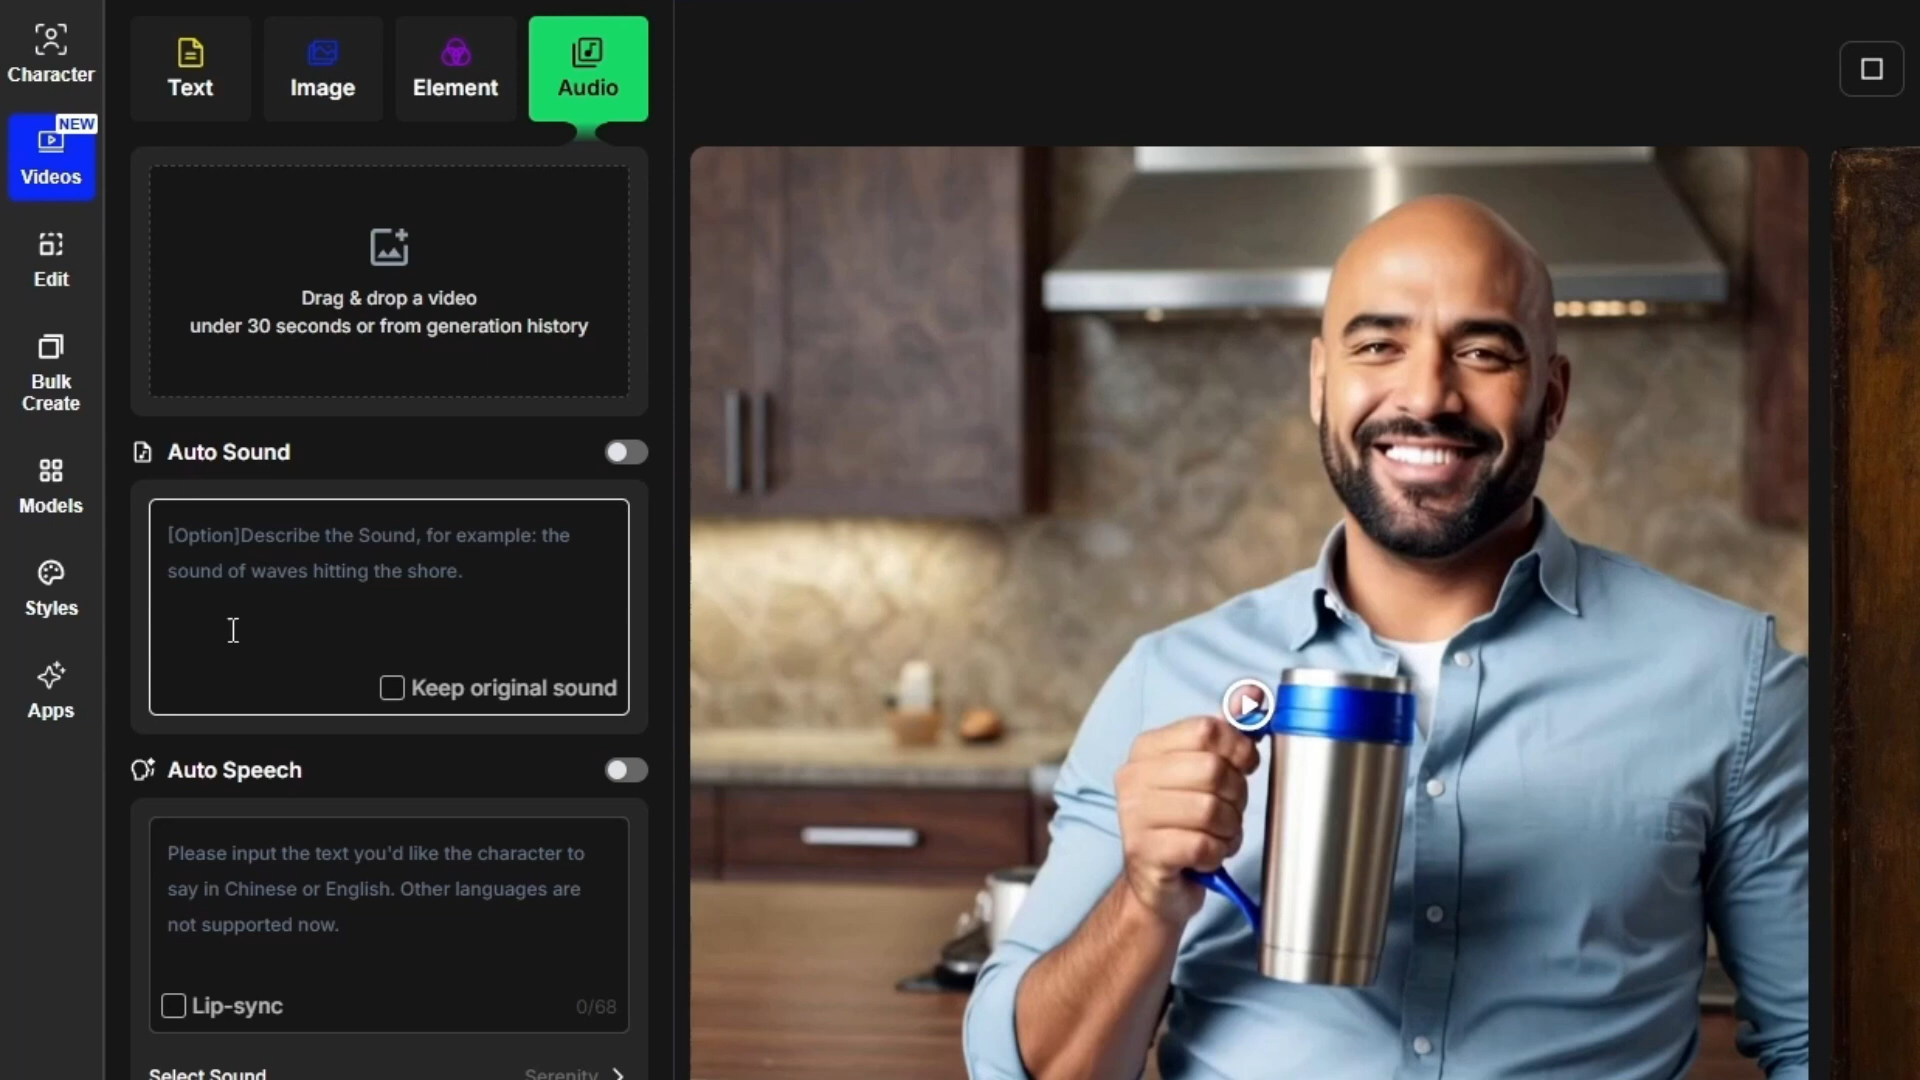 Character
NEW
Videos
Edit
Bulk
Create
Models
Styles
Apps
Text
Image
Element
Audio
Drag & drop a video
under 30 seconds or from generation history
Auto Sound
[Option]Describe the Sound, for example: the
sound of waves hitting the shore.
Keep original sound
Auto Speech
Please input the text you'd like the character to
say in Chinese or English. Other languages are
not supported now.
Lip-sync
0/68
Select Sound
Serenity